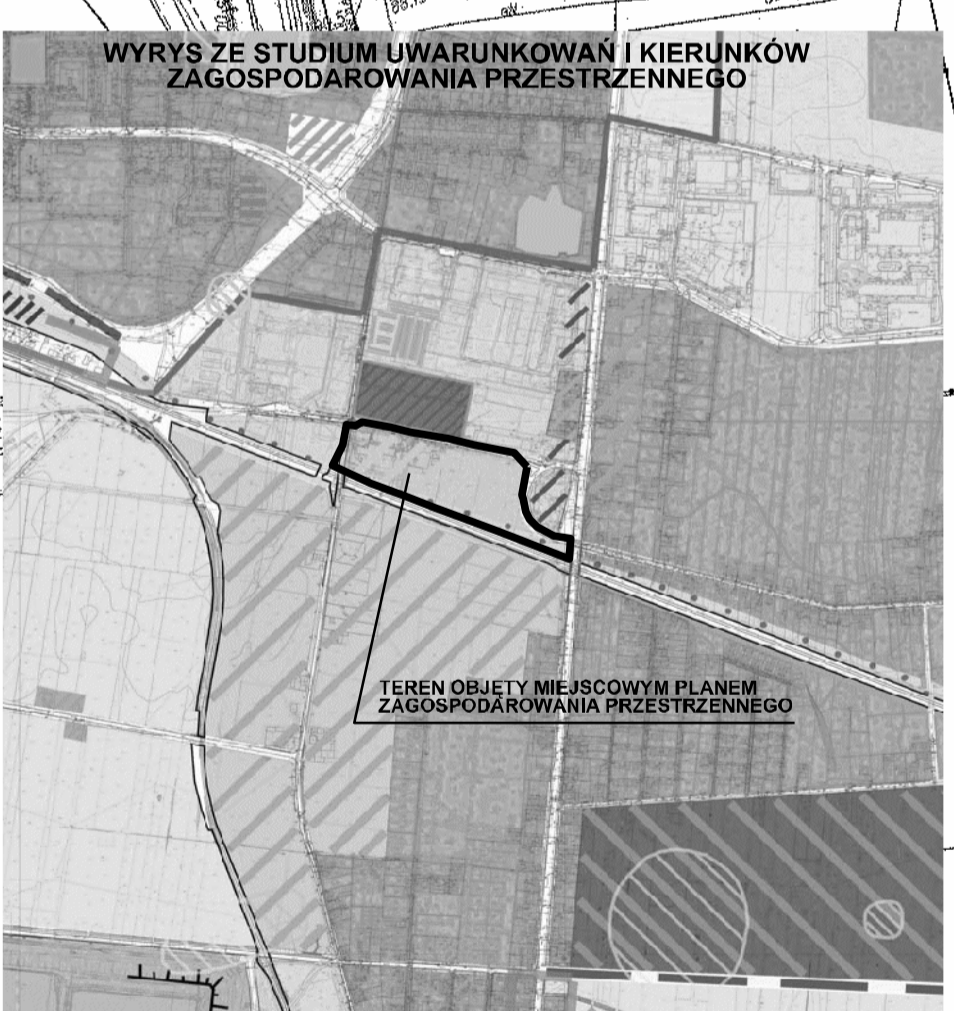 WYRYS ZE STUDIUM UWARUNKOWAŃ I KIERUNKÓW
ZAGOSPODAROWANIA PRZESTRZENNEGO
TEREN OBJĘTY MIEJSCOWYM PLANEM
ZAGOSPODAROWANIA PRZESTRZENNEGO